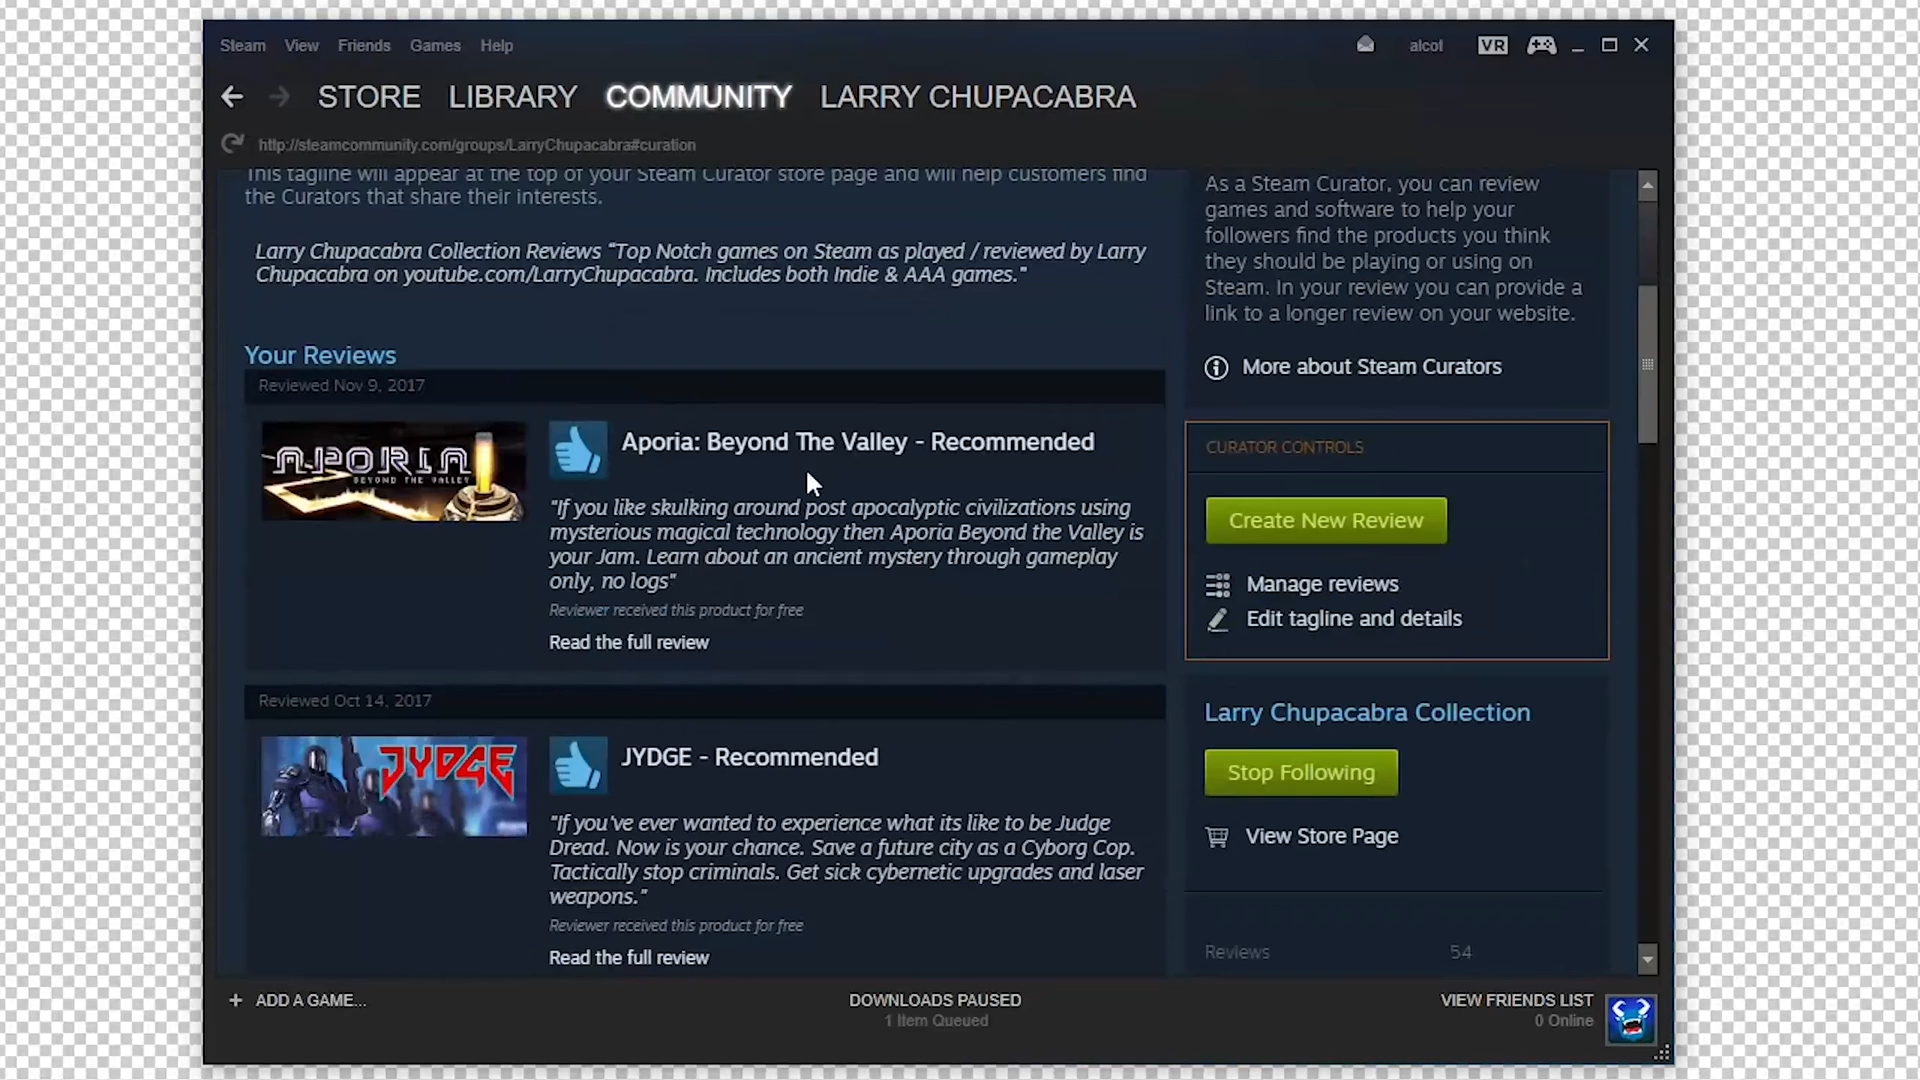 Steam View Friends Games Help alcol VR
STORE LIBRARY COMMUNITY LARRY CHUPACABRA
http://steamcommunity.com/groups/LarryChupacabra#curation
This tagline will appear at the top of your Steam Curator store page and will help customers find
the Curators that share their interests.
Larry Chupacabra Collection Reviews “Top Notch games on Steam as played / reviewed by Larry
Chupacabra on youtube.com/LarryChupacabra. Includes both Indie & AAA games."
Your Reviews
Reviewed Nov 9, 2017
APORIA
BEYOND THE VALLEY
Aporia: Beyond The Valley - Recommended
"If you like skulking around post apocalyptic civilizations using
mysterious magical technology then Aporia Beyond the Valley is
your Jam. Learn about an ancient mystery through gameplay
only, no logs"
Reviewer received this product for free
Read the full review
Reviewed Oct 14, 2017
JYDGE
JYDGE - Recommended
"If you've ever wanted to experience what its like to be Judge
Dread. Now is your chance. Save a future city as a Cyborg Cop.
Tactically stop criminals. Get sick cybernetic upgrades and laser
weapons."
Reviewer received this product for free
Read the full review
As a Steam Curator, you can review
games and software to help your
followers find the products you think
they should be playing or using on
Steam. In your review you can provide a
link to a longer review on your website.
More about Steam Curators
CURATOR CONTROLS
Create New Review
Manage reviews
Edit tagline and details
Larry Chupacabra Collection
Stop Following
View Store Page
Reviews 54
+ ADD A GAME...
DOWNLOADS PAUSED
1 Item Queued
VIEW FRIENDS LIST
0 Online